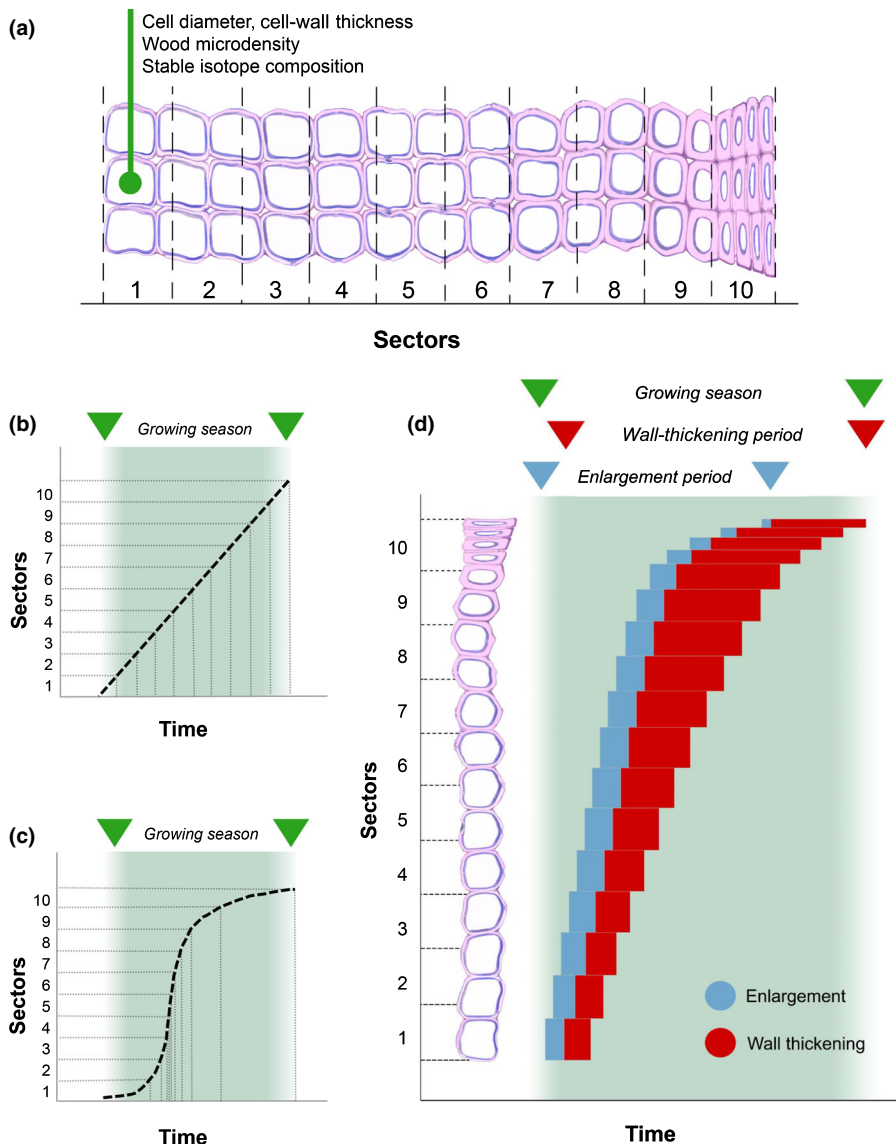 (a)
Cell diameter, cell-wall thickness
Wood microdensity
Stable isotope composition
1 2 3 4 5 6 7 8 9 10
Sectors
(b)
Growing season
10
9
8
7
6
5
4
3
2
1
Sectors
Time
(c)
Growing season
10
9
8
7
6
5
4
3
2
1
Sectors
Time
(d)
Growing season
Wall-thickening period
Enlargement period
10
9
8
7
6
5
4
3
2
1
Sectors
Enlargement
Wall thickening
Time